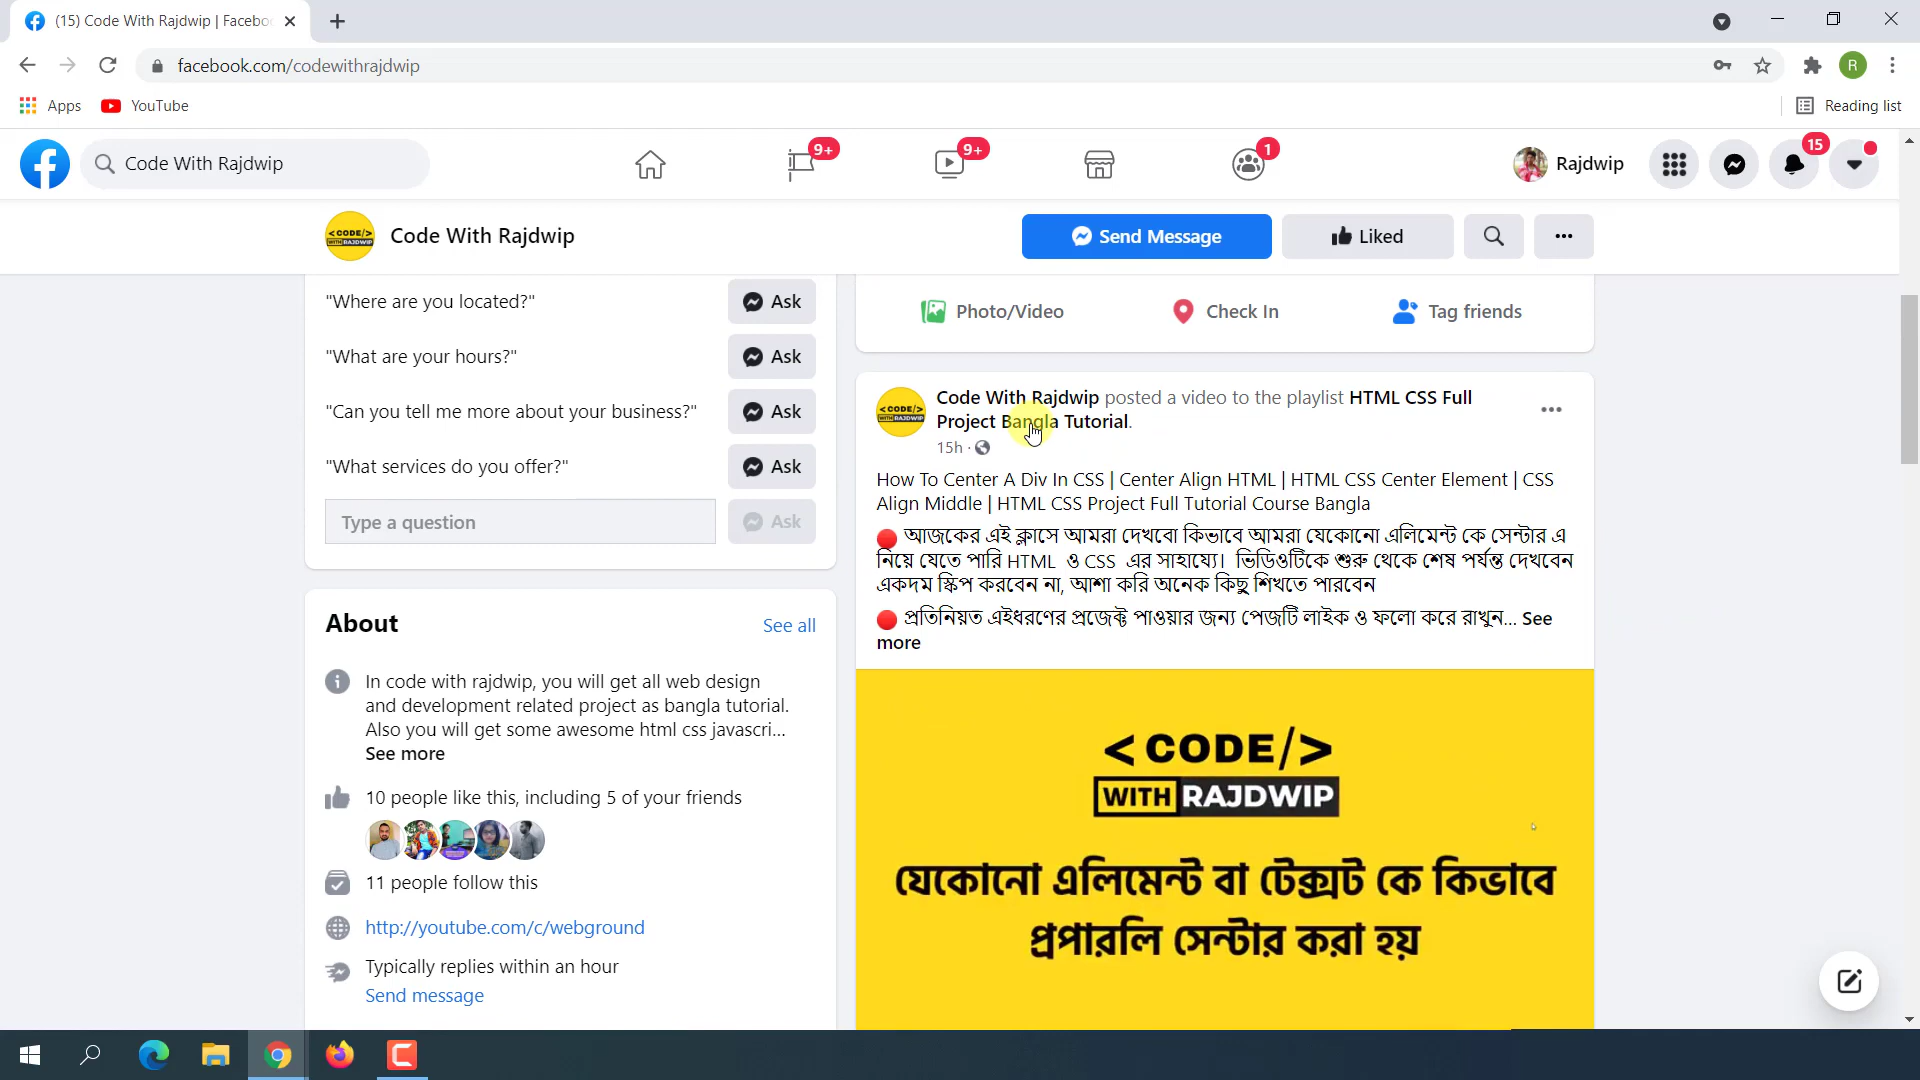 (15) Code With Rajdwip | Facebo
facebook.com/codewithrajdwip
R
Apps
YouTube
Reading list
Code With Rajdwip
9+
9+
1
Rajdwip
15
<CODE/>
WITH RAJDWIP
Code With Rajdwip
Send Message
Liked
"Where are you located?"
Ask
"What are your hours?"
Ask
"Can you tell me more about your business?"
Ask
"What services do you offer?"
Ask
Type a question
Ask
About
See all
In code with rajdwip, you will get all web design
and development related project as bangla tutorial.
Also you will get some awesome html css javascri...
See more
10 people like this, including 5 of your friends
11 people follow this
http://youtube.com/c/webground
Typically replies within an hour
Send message
Photo/Video
Check In
Tag friends
<CODE/>
WITH RAJDWIP
Code With Rajdwip posted a video to the playlist HTML CSS Full
Project Bangla Tutorial.
15h ·
How To Center A Div In CSS | Center Align HTML | HTML CSS Center Element | CSS
Align Middle | HTML CSS Project Full Tutorial Course Bangla
🔴 আজকের এই ক্লাসে আমরা দেখবো কিভাবে আমরা যেকোনো এলিমেন্ট কে সেন্টার এ
নিয়ে যেতে পারি HTML ও CSS এর সাহায্যে। ভিডিওটিকে শুরু থেকে শেষ পর্যন্ত দেখবেন
একদম স্কিপ করবেন না, আশা করি অনেক কিছু শিখতে পারবেন
🔴 প্রতিনিয়ত এইধরণের প্রজেক্ট পাওয়ার জন্য পেজটি লাইক ও ফলো করে রাখুন... See
more
<CODE/>
WITH RAJDWIP
যেকোনো এলিমেন্ট বা টেক্সট কে কিভাবে
প্রপারলি সেন্টার করা হয়